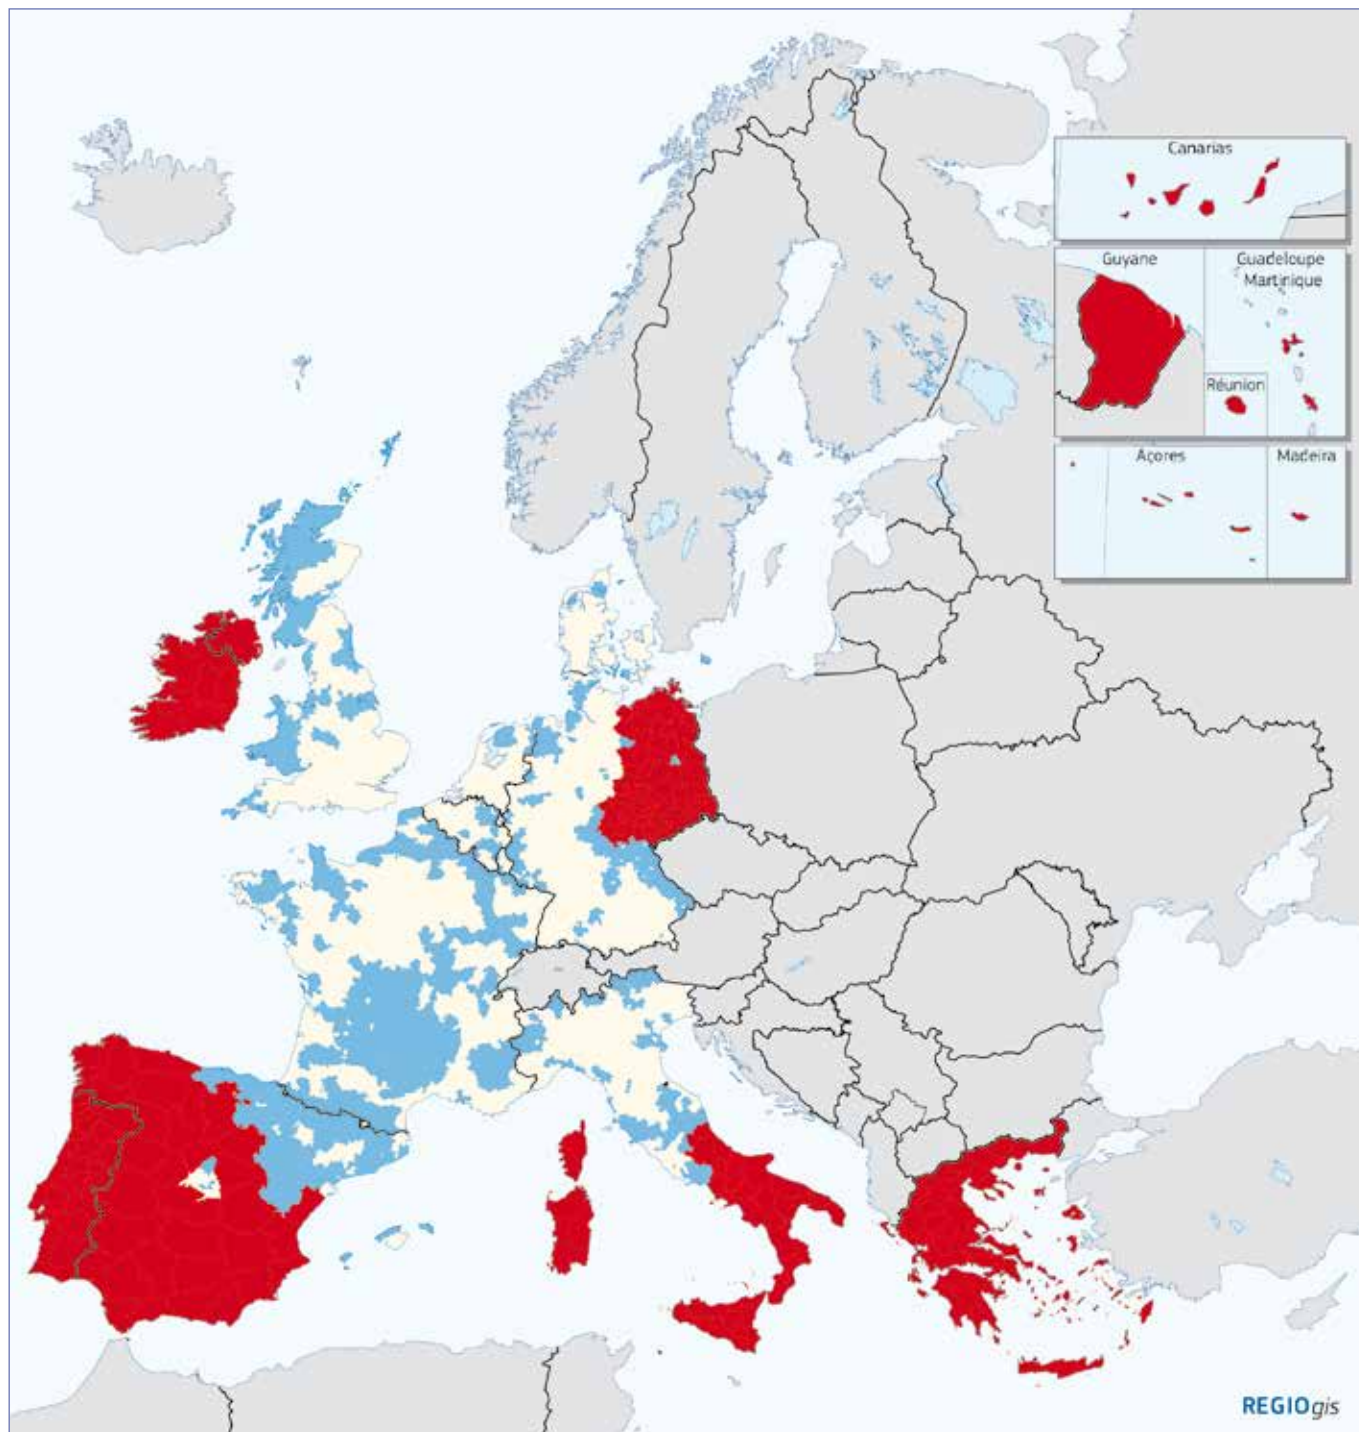 Canarias
Guyane
Guadeloupe
Martinique
Réunion
Açores
Madeira
REGIOgis